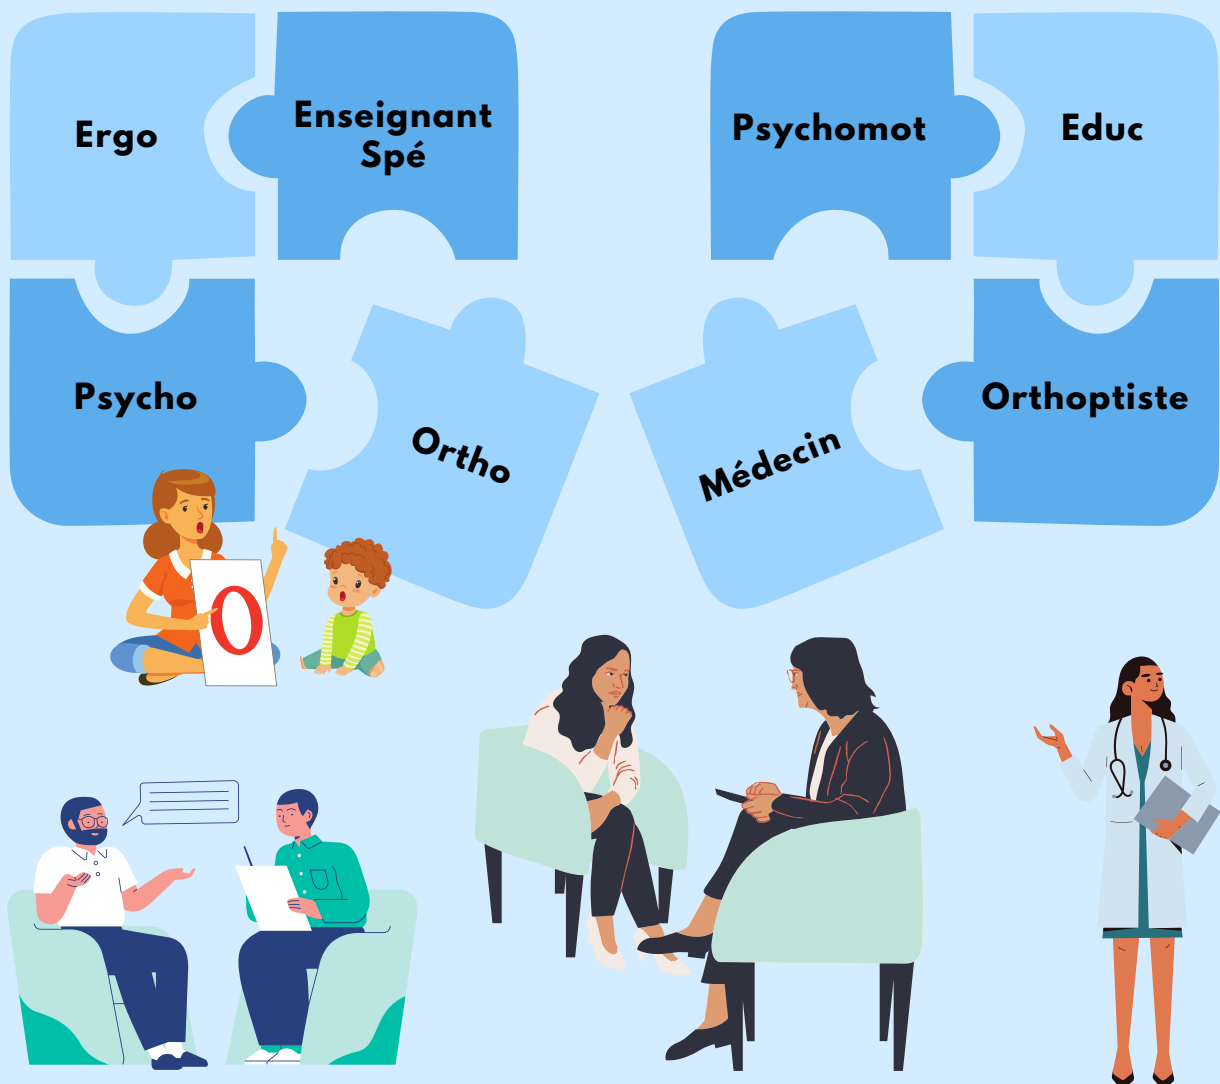 Ergo
Enseignant
Spé
Psychomot
Educ
Psycho
Ortho
Médecin
Orthoptiste
O